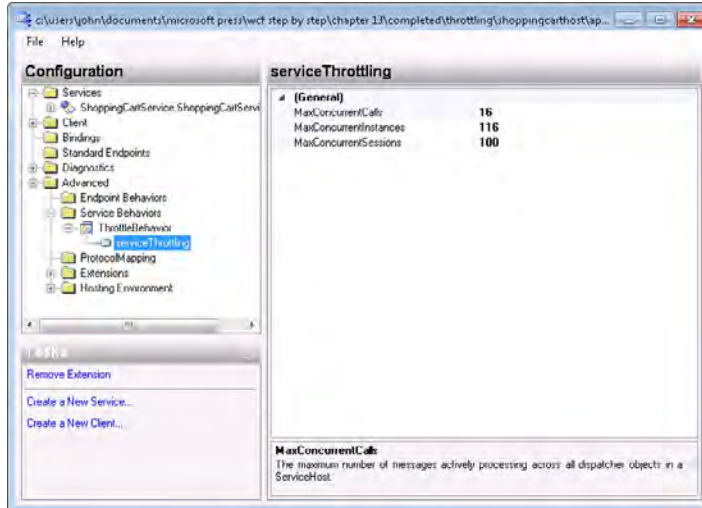 c:\users\john\documents\microsoft press\wcf step by step\chapter 13\completed\throttling\shoppingcarthost\ap...
File Help
Configuration
Services
ShoppingCartService.ShoppingCartServi
Client
Bindings
Standard Endpoints
Diagnostics
Advanced
Endpoint Behaviors
Service Behaviors
ThrottleBehavior
serviceThrottling
ProtocolMapping
Extensions
Hosting Environment
Tasks
Remove Extension
Create a New Service...
Create a New Client...
serviceThrottling
(General)
MaxConcurrentCalls 16
MaxConcurrentInstances 116
MaxConcurrentSessions 100
MaxConcurrentCalls
The maximum number of messages actively processing across all dispatcher objects in a
ServiceHost.